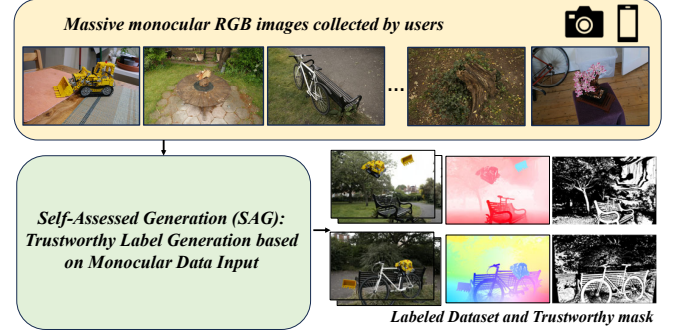 Massive monocular RGB images collected by users
...
Self-Assessed Generation (SAG):
Trustworthy Label Generation based
on Monocular Data Input
Labeled Dataset and Trustworthy mask